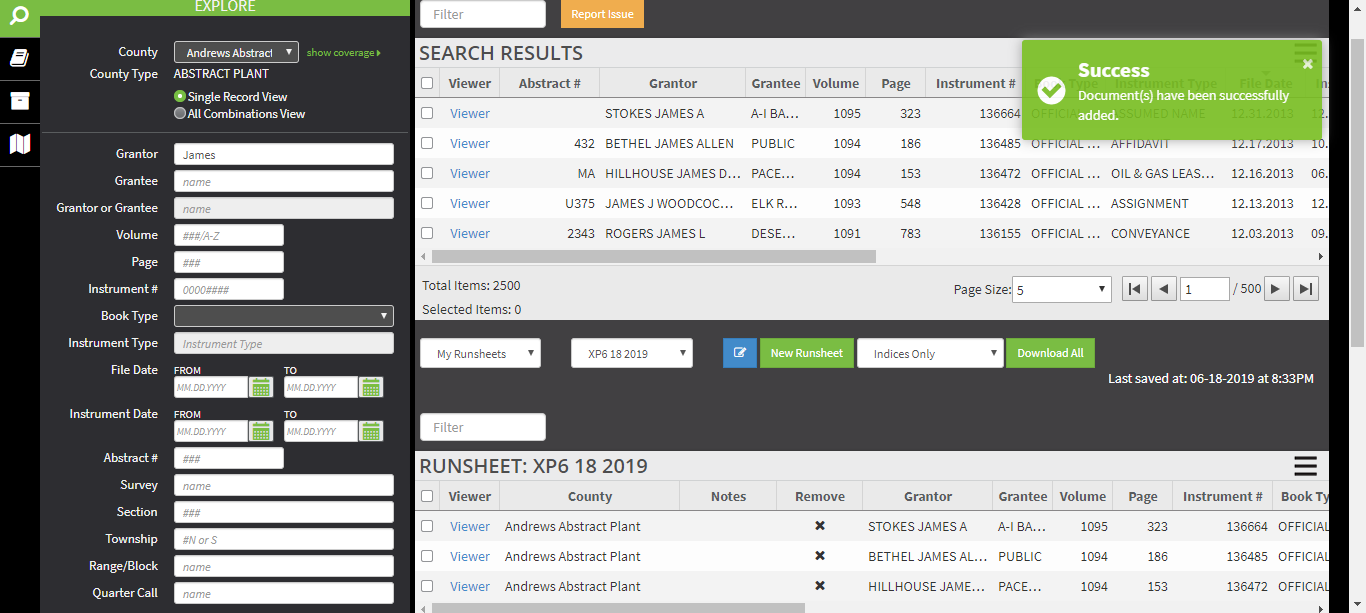 EXPLORE
County Andrews Abstract show coverage
County Type ABSTRACT PLANT
Single Record View
All Combinations View
Grantor James
Grantee name
Grantor or Grantee name
Volume ###/A-Z
Page ###
Instrument # 0000####
Book Type
Instrument Type Instrument Type
File Date FROM TO
MM.DD.YYYY MM.DD.YYYY
Instrument Date FROM TO
MM.DD.YYYY MM.DD.YYYY
Abstract # ###
Survey name
Section ###
Township #N or S
Range/Block name
Quarter Call name
Filter Report Issue
SEARCH RESULTS
Success
Document(s) have been successfully
added.
Viewer Abstract # Grantor Grantee Volume Page Instrument # Type Instrument Type File Date
Viewer STOKES JAMES A A-I BA... 1095 323 136664 ASSUMED NAME 12.31.2013 12.
Viewer 432 BETHEL JAMES ALLEN PUBLIC 1094 186 136485 OFFICIAL ... AFFIDAVIT 12.17.2013 10.
Viewer MA HILLHOUSE JAMES D... PACE... 1094 153 136472 OFFICIAL ... OIL & GAS LEAS... 12.16.2013 06.
Viewer U375 JAMES J WOODCOC... ELK R... 1093 548 136428 OFFICIAL ... ASSIGNMENT 12.13.2013 12.
Viewer 2343 ROGERS JAMES L DESE... 1091 783 136155 OFFICIAL ... CONVEYANCE 12.03.2013 09.
Total Items: 2500
Selected Items: 0
Page Size: 5 1 / 500
My Runsheets XP6 18 2019 New Runsheet Indices Only Download All
Last saved at: 06-18-2019 at 8:33PM
Filter
RUNSHEET: XP6 18 2019
Viewer County Notes Remove Grantor Grantee Volume Page Instrument # Book Ty
Viewer Andrews Abstract Plant STOKES JAMES A A-I BA... 1095 323 136664 OFFICIAL
Viewer Andrews Abstract Plant BETHEL JAMES AL... PUBLIC 1094 186 136485 OFFICIAL
Viewer Andrews Abstract Plant HILLHOUSE JAME... PACE... 1094 153 136472 OFFICIAL